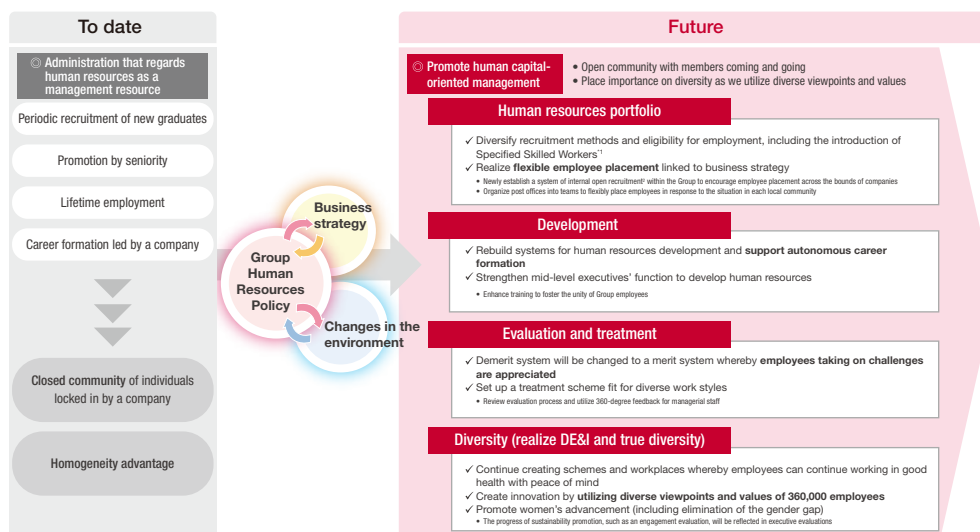 To date
◎ Administration that regards
human resources as a
management resource
Periodic recruitment of new graduates
Promotion by seniority
Lifetime employment
Career formation led by a company
Closed community of individuals
locked in by a company
Homogeneity advantage
Business
strategy
Group
Human
Resources
Policy
Changes in the
environment
Future
◎ Promote human capital-
oriented management
• Open community with members coming and going
• Place importance on diversity as we utilize diverse viewpoints and values
Human resources portfolio
✓ Diversify recruitment methods and eligibility for employment, including the introduction of
Specified Skilled Workers*1
✓ Realize flexible employee placement linked to business strategy
• Newly establish a system of internal open recruitment² within the Group to encourage employee placement across the bounds of companies
• Organize post offices into teams to flexibly place employees in response to the situation in each local community
Development
✓ Rebuild systems for human resources development and support autonomous career
formation
✓ Strengthen mid-level executives' function to develop human resources
• Enhance training to foster the unity of Group employees
Evaluation and treatment
✓ Demerit system will be changed to a merit system whereby employees taking on challenges
are appreciated
✓ Set up a treatment scheme fit for diverse work styles
• Review evaluation process and utilize 360-degree feedback for managerial staff
Diversity (realize DE&I and true diversity)
✓ Continue creating schemes and workplaces whereby employees can continue working in good
health with peace of mind
✓ Create innovation by utilizing diverse viewpoints and values of 360,000 employees
✓ Promote women's advancement (including elimination of the gender gap)
• The progress of sustainability promotion, such as an engagement evaluation, will be reflected in executive evaluations